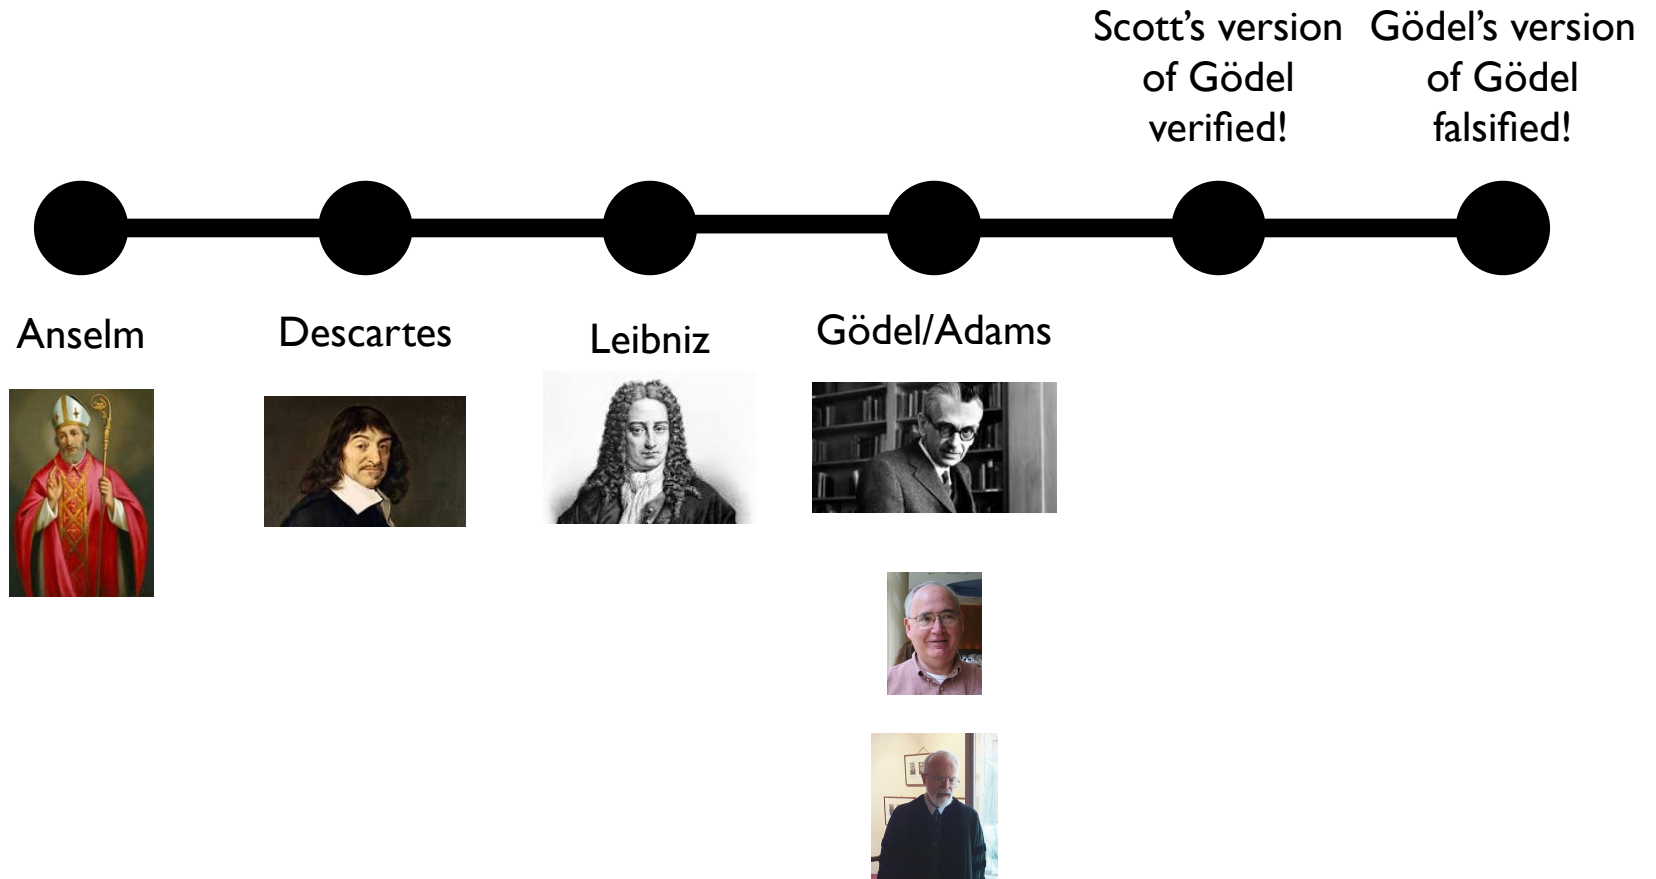 Scott’s version
of Gödel
verified!
Gödel’s version
of Gödel
falsified!
Anselm
Descartes
Leibniz
Gödel/Adams